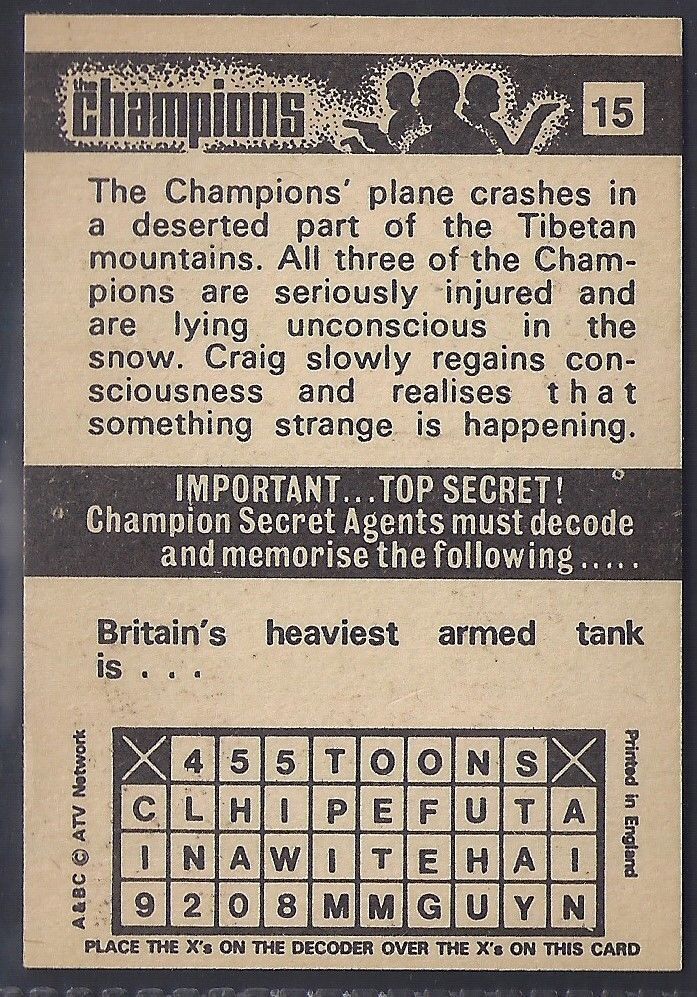 the Champions
15
The Champions' plane crashes in
a deserted part of the Tibetan
mountains. All three of the Cham-
pions are seriously injured and
are lying unconscious in the
snow. Craig slowly regains con-
sciousness and realises that
something strange is happening.
IMPORTANT...TOP SECRET!
Champion Secret Agents must decode
and memorise the following.....
Britain's heaviest armed tank
is ...
X 4 5 5 T O O N S X
C L H I P E F U T A
I N A W I T E H A I
9 2 0 8 M M G U Y N
A & BC © ATV Network
Printed in England
PLACE THE X's ON THE DECODER OVER THE X's ON THIS CARD